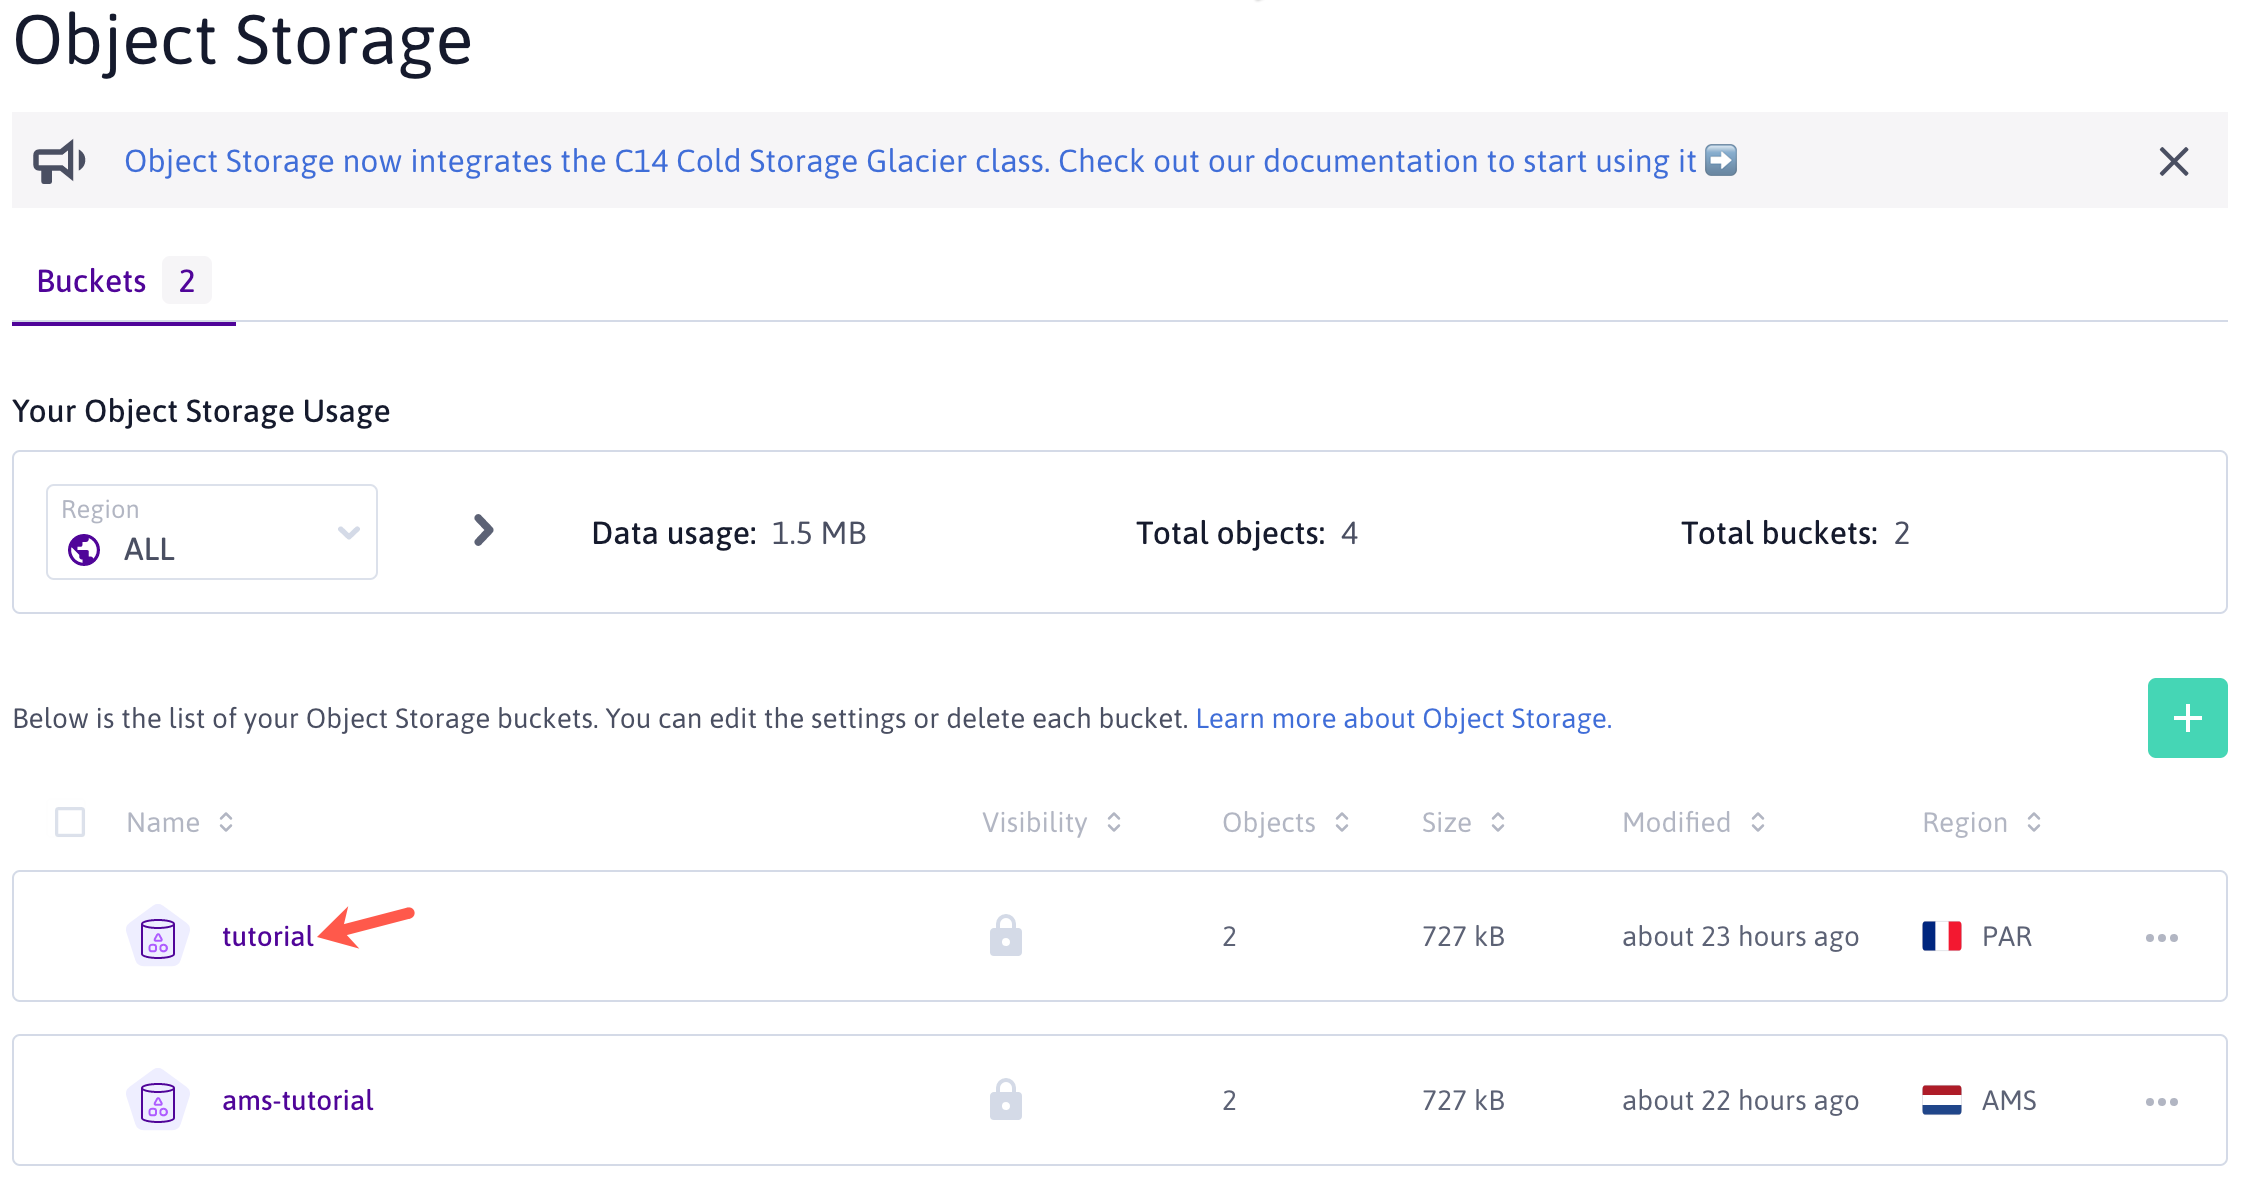 Object Storage
Object Storage now integrates the C14 Cold Storage Glacier class. Check out our documentation to start using it ➡️
Buckets 2
Your Object Storage Usage
Region
ALL
Data usage: 1.5 MB Total objects: 4 Total buckets: 2
Below is the list of your Object Storage buckets. You can edit the settings or delete each bucket. Learn more about Object Storage.
Name Visibility Objects Size Modified Region
tutorial 2 727 kB about 23 hours ago PAR
ams-tutorial 2 727 kB about 22 hours ago AMS